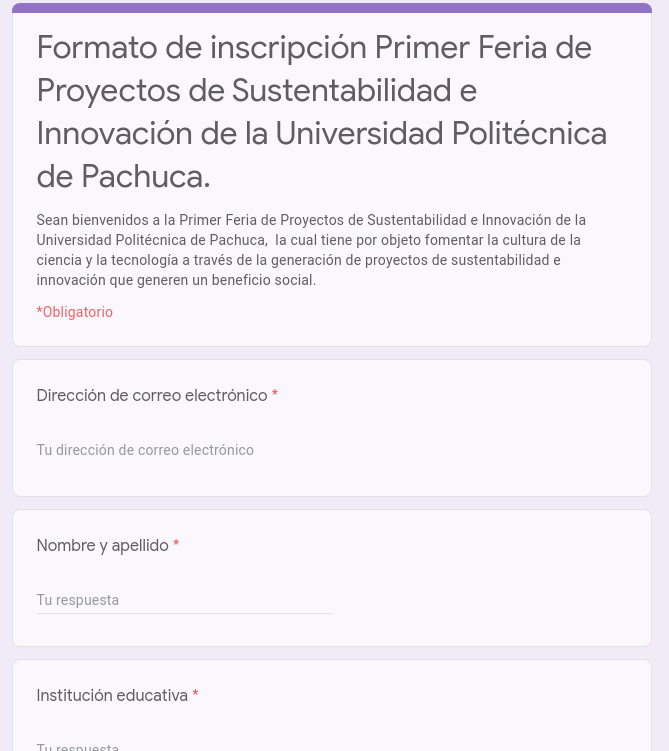 Formato de inscripción Primer Feria de
Proyectos de Sustentabilidad e
Innovación de la Universidad Politécnica
de Pachuca.
Sean bienvenidos a la Primer Feria de Proyectos de Sustentabilidad e Innovación de la
Universidad Politécnica de Pachuca,  la cual tiene por objeto fomentar la cultura de la
ciencia y la tecnología a través de la generación de proyectos de sustentabilidad e
innovación que generen un beneficio social.
*Obligatorio
Dirección de correo electrónico *
Tu dirección de correo electrónico
Nombre y apellido *
Tu respuesta
Institución educativa *
Tu respuesta